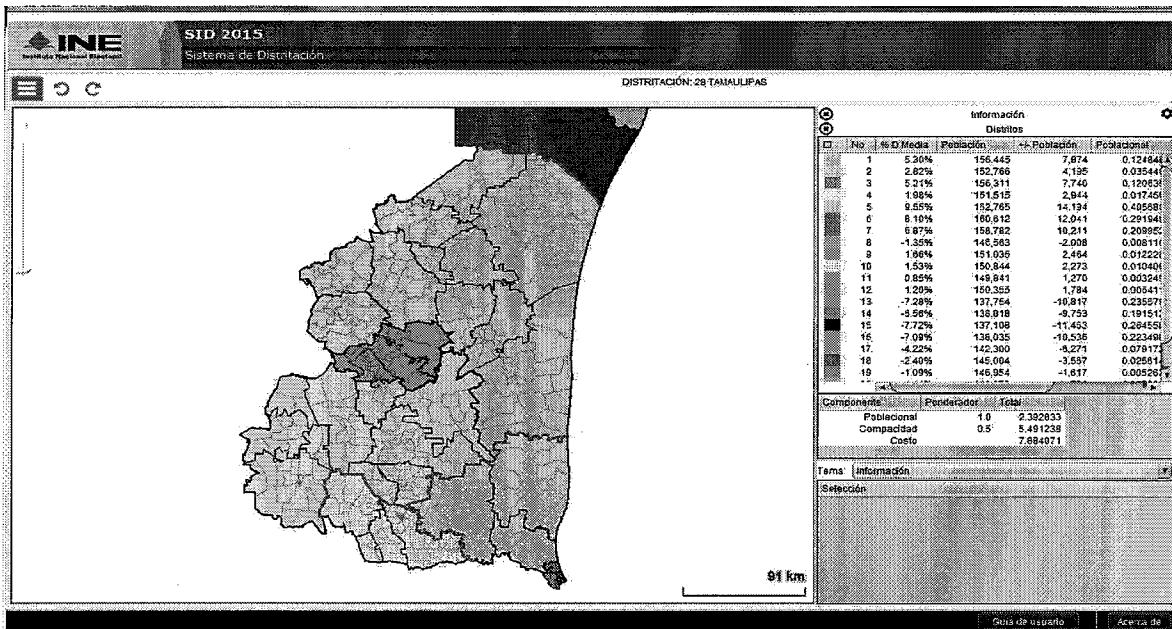 INE
Instituto Nacional Electoral
SID 2015
Sistema de Distritación
DISTRITACIÓN: 28 TAMAULIPAS
Información
Distritos
No % D.Media Población +/- Población Poblacional
1 5.30% 156,445 7,874
2 2.82% 152,766 4,195
3 5.21% 156,311 7,740
4 1.98% 151,515 2,944
5 9.55% 14,194
6 8.10% 160,612 12,041
7 6.87% 158,782 10,211
8 -1.35% 146,563 -2,008
9 1.66% 151,035 2,464
10 1.53% 150,844 2,273
11 0.85% 149,841 1,270
12 1.20% 150,355 1,784
13 -7.28% 137,754 -10,817
14 138,818 -9,753
15 -7.72% 137,108 -11,463
16 -7.09% 138,035 -10,536
17 -4.22% 142,300 -6,271
18 -2.40% 145,004
19 -1.09% 146,954 -1,617
Componente Ponderador Total
Poblacional 1.0 2.392833
Compacidad 0.5 5.491238
Costo 7.884071
Tema: Información
Selección
91 km
Guía de usuario Acerca de